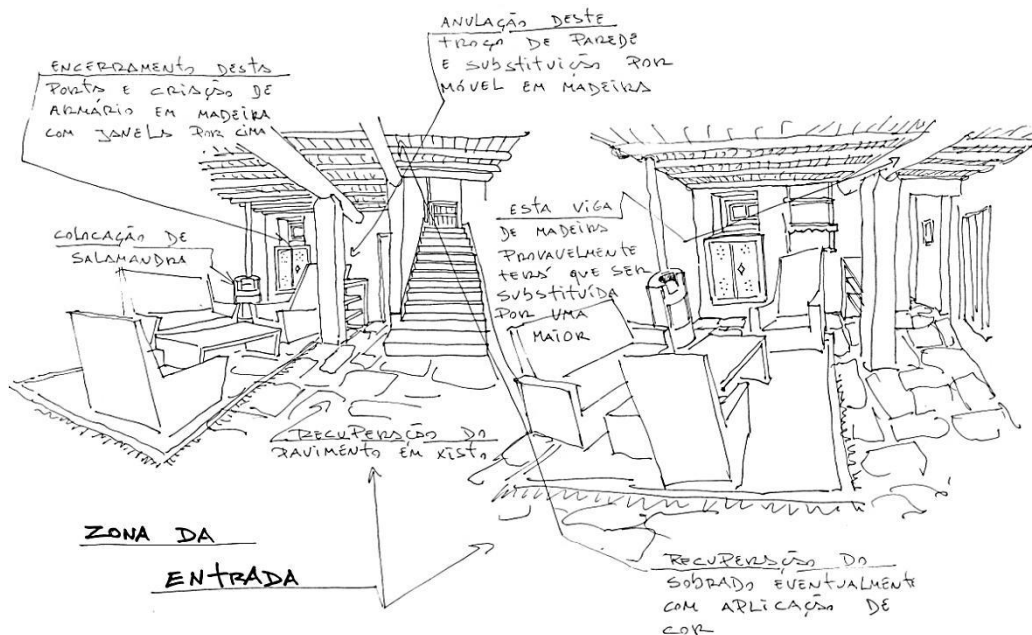 ENCERRAMENTO DESTA
PORTA E CRIAÇÃO DE
ARMÁRIO EM MADEIRA
COM JANELA POR CIMA
ANULAÇÃO DESTE
TROÇO DE PAREDE
E SUBSTITUIÇÃO POR
MÓVEL EM MADEIRA
COLOCAÇÃO DE
SALAMANDRA
ESTA VIGA
DE MADEIRA
PROVAVELMENTE
TERÁ QUE SER
SUBSTITUÍDA
POR UMA
MAIOR
RECUPERAÇÃO DO
PAVIMENTO EM XISTO
ZONA DA
ENTRADA
RECUPERAÇÃO DO
SOBRADO EVENTUALMENTE
COM APLICAÇÃO DE
COR